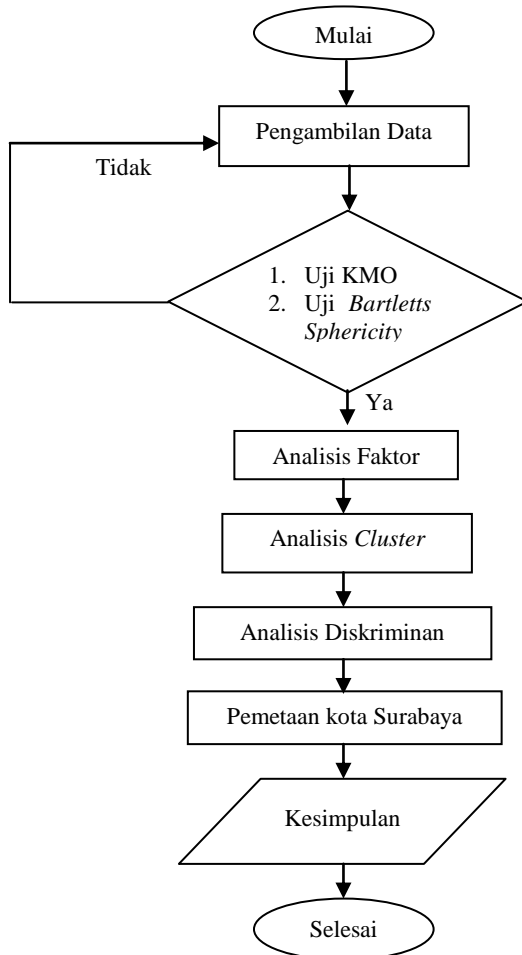 Mulai
Pengambilan Data
Tidak
1. Uji KMO
2. Uji Bartletts
Sphericity
Ya
Analisis Faktor
Analisis Cluster
Analisis Diskriminan
Pemetaan kota Surabaya
Kesimpulan
Selesai